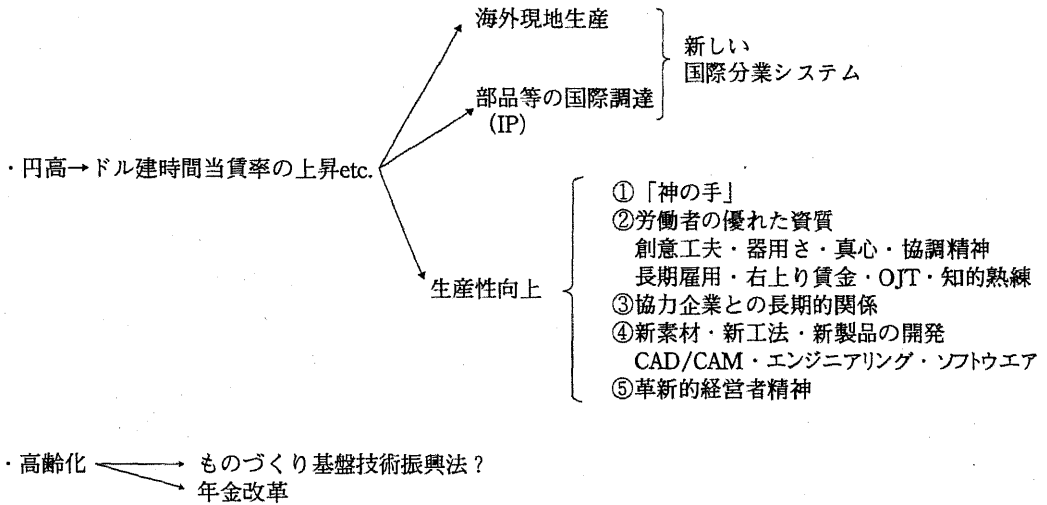 海外現地生産
新しい
国際分業システム
部品等の国際調達
(IP)
・円高→ドル建時間当賃率の上昇etc.
生産性向上
①「神の手」
②労働者の優れた資質
創意工夫・器用さ・真心・協調精神
長期雇用・右上り賃金・OJT・知的熟練
③協力企業との長期的関係
④新素材・新工法・新製品の開発
CAD/CAM・エンジニアリング・ソフトウエア
⑤革新的経営者精神
・高齢化
ものづくり基盤技術振興法？
年金改革